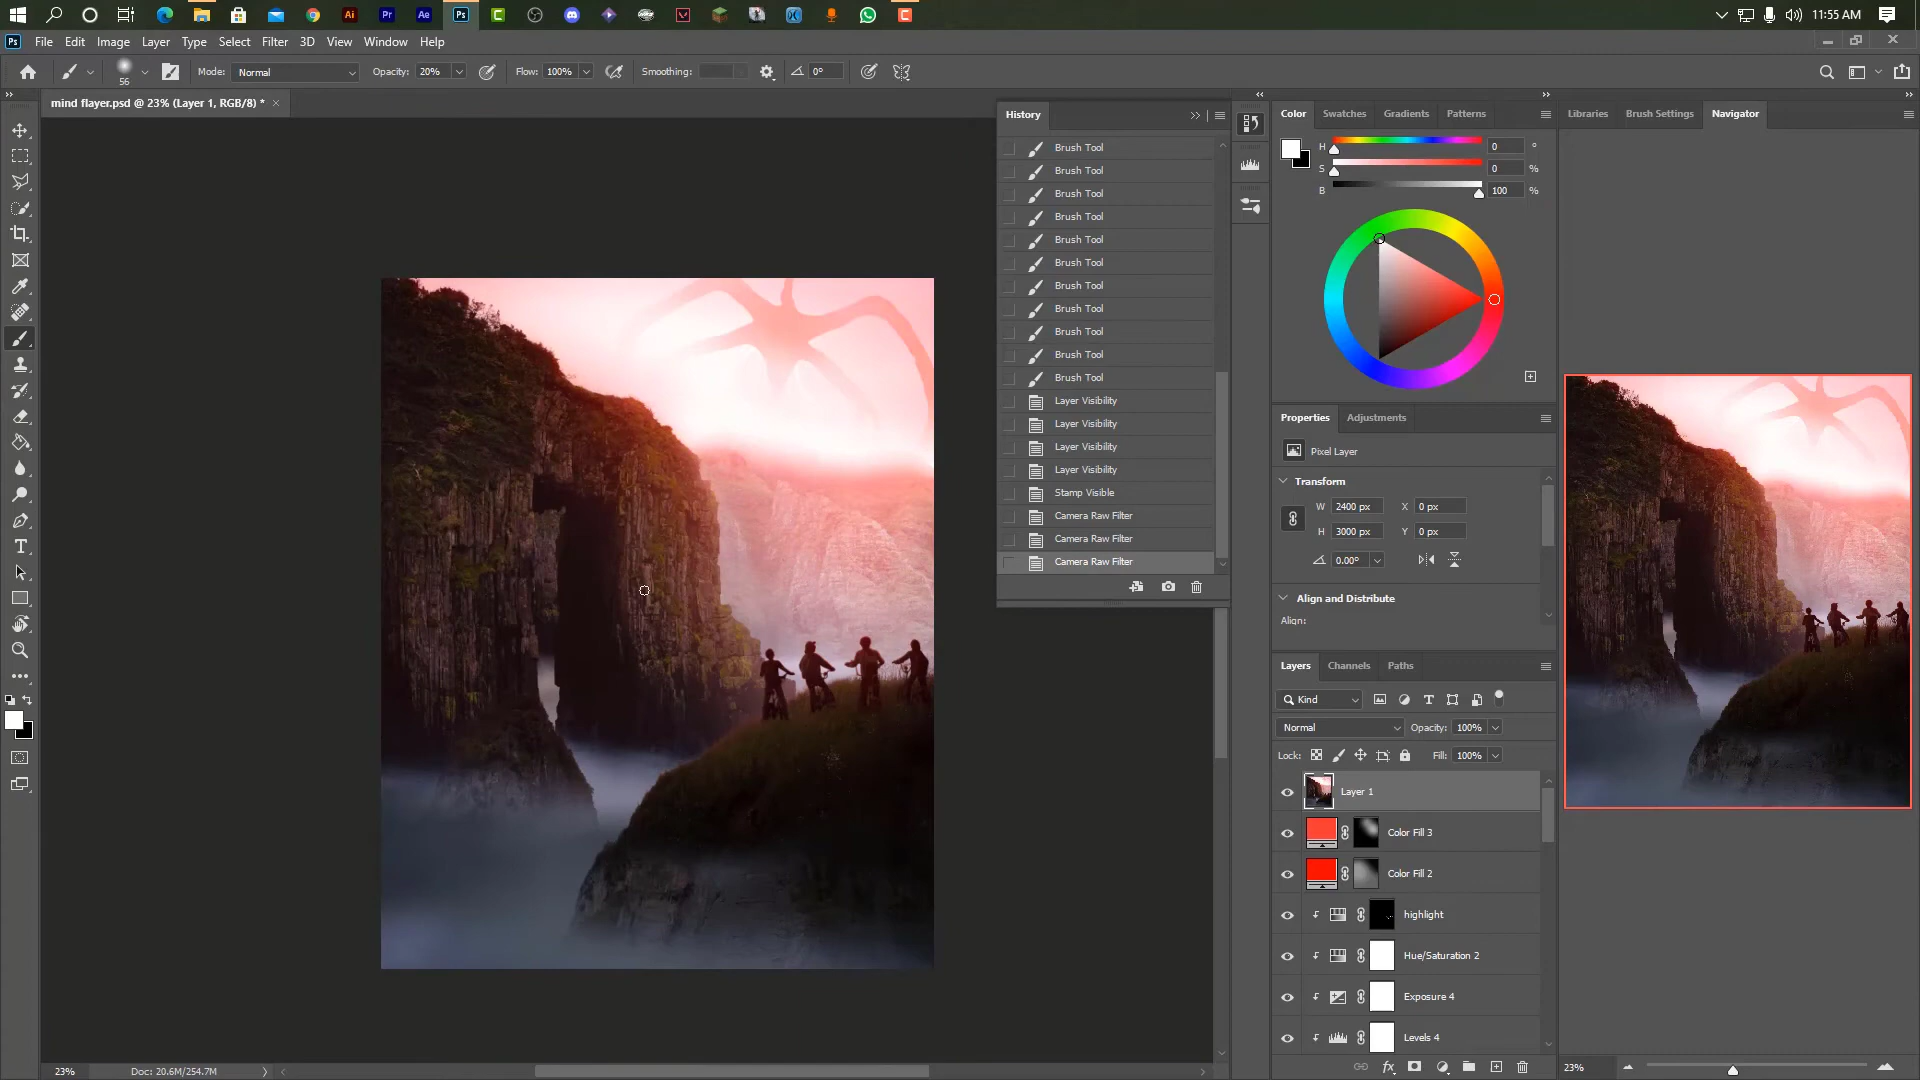 Ai
Pr
Ae
Ps
11:55 AM
Ps
File
Edit
Image
Layer
Type
Select
Filter
3D
View
Window
Help
56
Mode:
Normal
Opacity:
20%
Flow:
100%
Smoothing:
0°
mind flayer.psd @ 23% (Layer 1, RGB/8) *
History
Brush Tool
Brush Tool
Brush Tool
Brush Tool
Brush Tool
Brush Tool
Brush Tool
Brush Tool
Brush Tool
Brush Tool
Brush Tool
Layer Visibility
Layer Visibility
Layer Visibility
Layer Visibility
Stamp Visible
Camera Raw Filter
Camera Raw Filter
Camera Raw Filter
Color
Swatches
Gradients
Patterns
H
0
°
S
0
%
B
100
%
Properties
Adjustments
Pixel Layer
Transform
W
2400 px
X
0 px
H
3000 px
Y
0 px
0.00°
Align and Distribute
Align:
Layers
Channels
Paths
Kind
Normal
Opacity:
100%
Lock:
Fill:
100%
Layer 1
Color Fill 3
Color Fill 2
highlight
Hue/Saturation 2
Exposure 4
Levels 4
fx
Libraries
Brush Settings
Navigator
23%
23%
Doc: 20.6M/254.7M